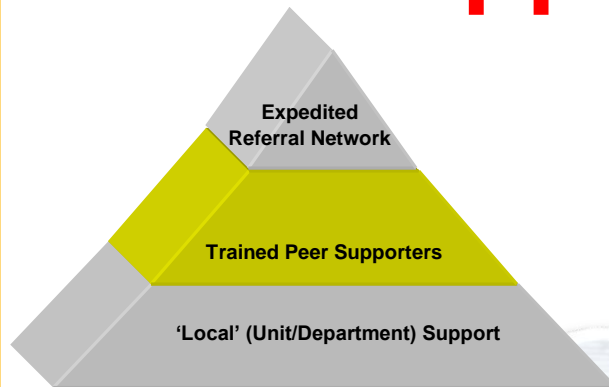 Expedited
Referral Network
Trained Peer Supporters
‘Local’ (Unit/Department) Support